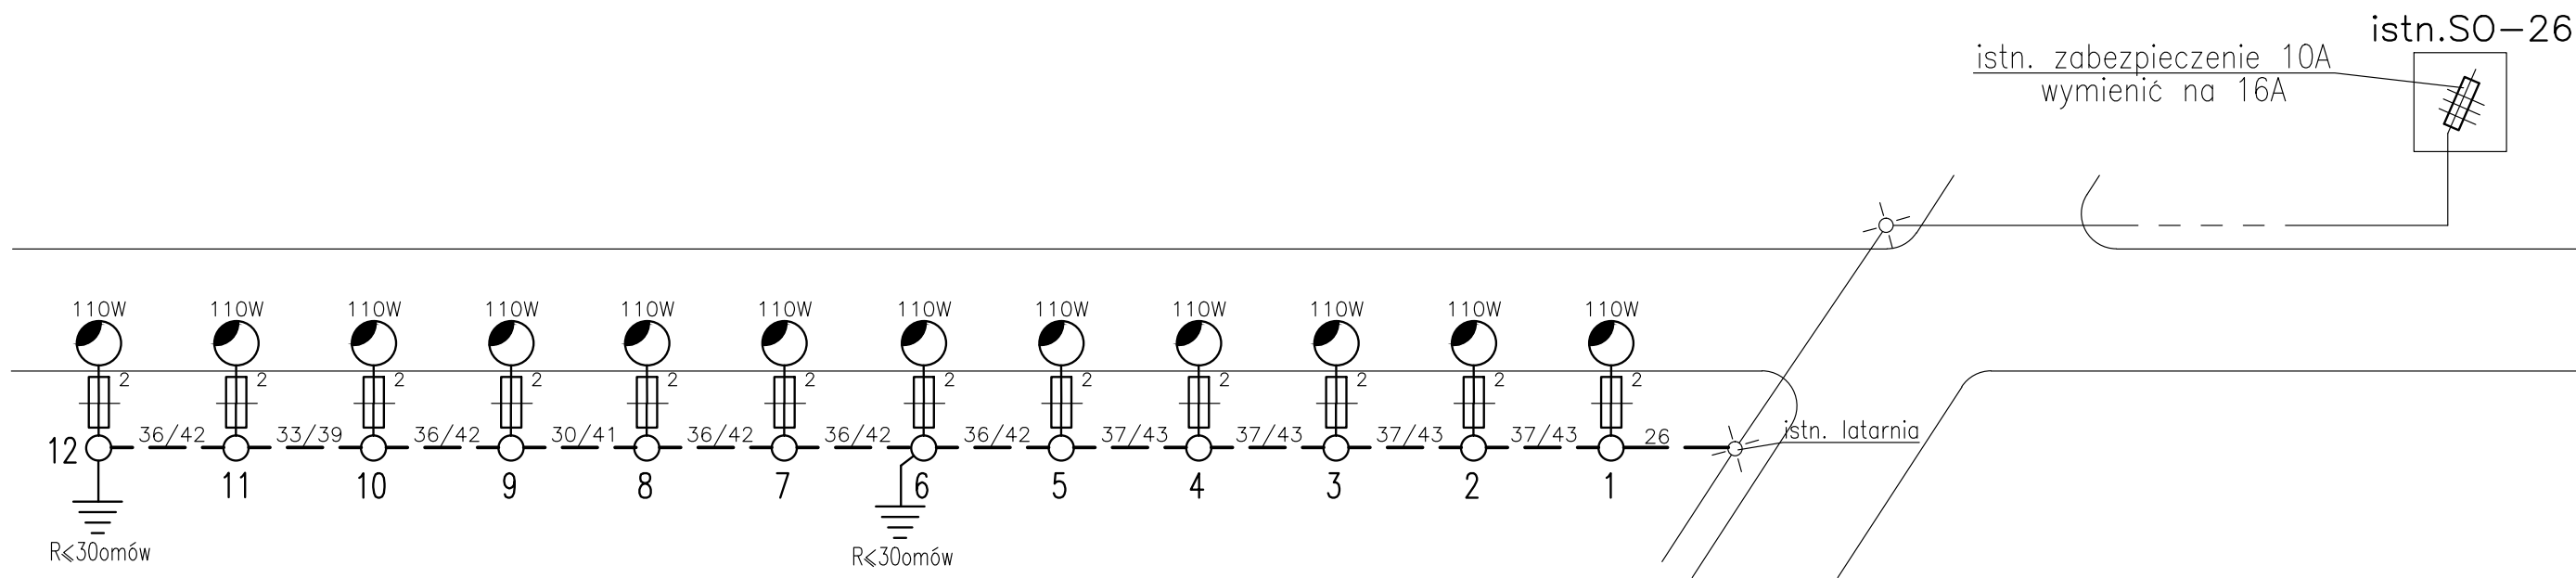 istn.SO-26
istn. zabezpieczenie 10A
wymienić na 16A
110W 110W 110W 110W 110W 110W 110W 110W 110W 110W 110W 110W
2 2 2 2 2 2 2 2 2 2 2 2
istn. latarnia
12 36/42 33/39 36/42 30/41 36/42 36/42 36/42 37/43 37/43 37/43 37/43 26
11 10 9 8 7 6 5 4 3 2 1
R⩽30omów
R⩽30omów